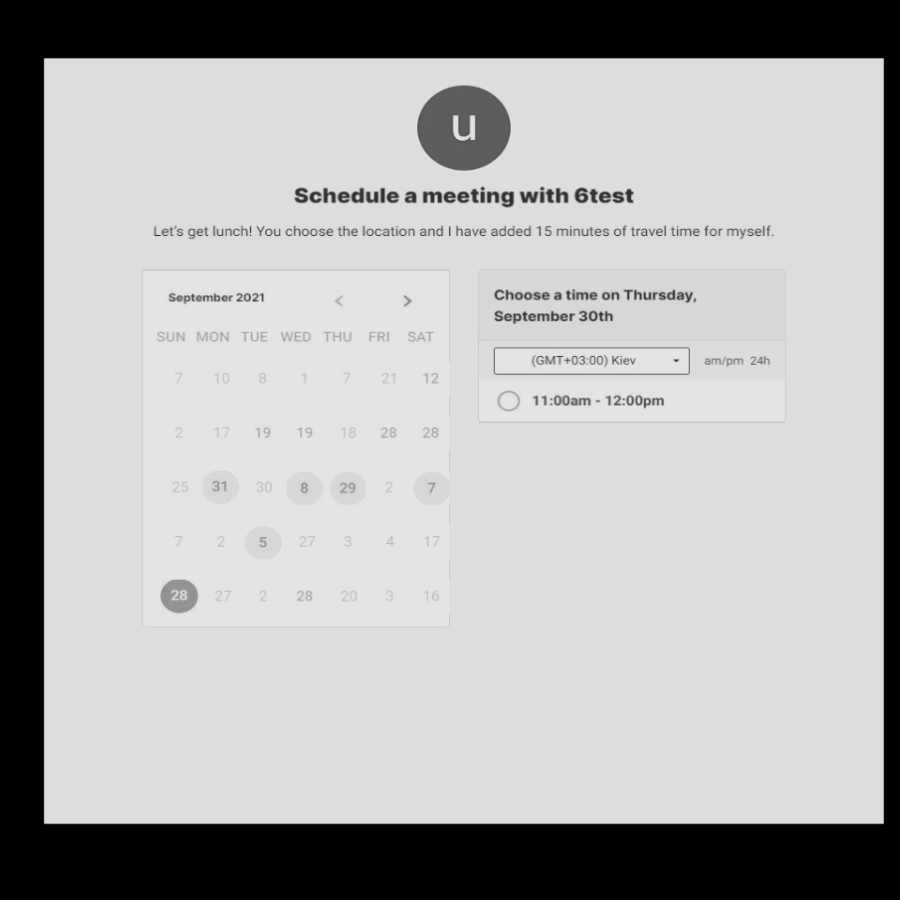 u
Schedule a meeting with 6test
Let's get lunch! You choose the location and I have added 15 minutes of travel time for myself.
September 2021 < >
SUN MON TUE WED THU FRI SAT
7 10 8 1 7 21 12
2 17 19 19 18 28 28
25 31 30 8 29 2 7
7 2 5 27 3 4 17
28 27 2 28 20 3 16
Choose a time on Thursday,
September 30th
(GMT+03:00) Kiev am/pm 24h
11:00am - 12:00pm